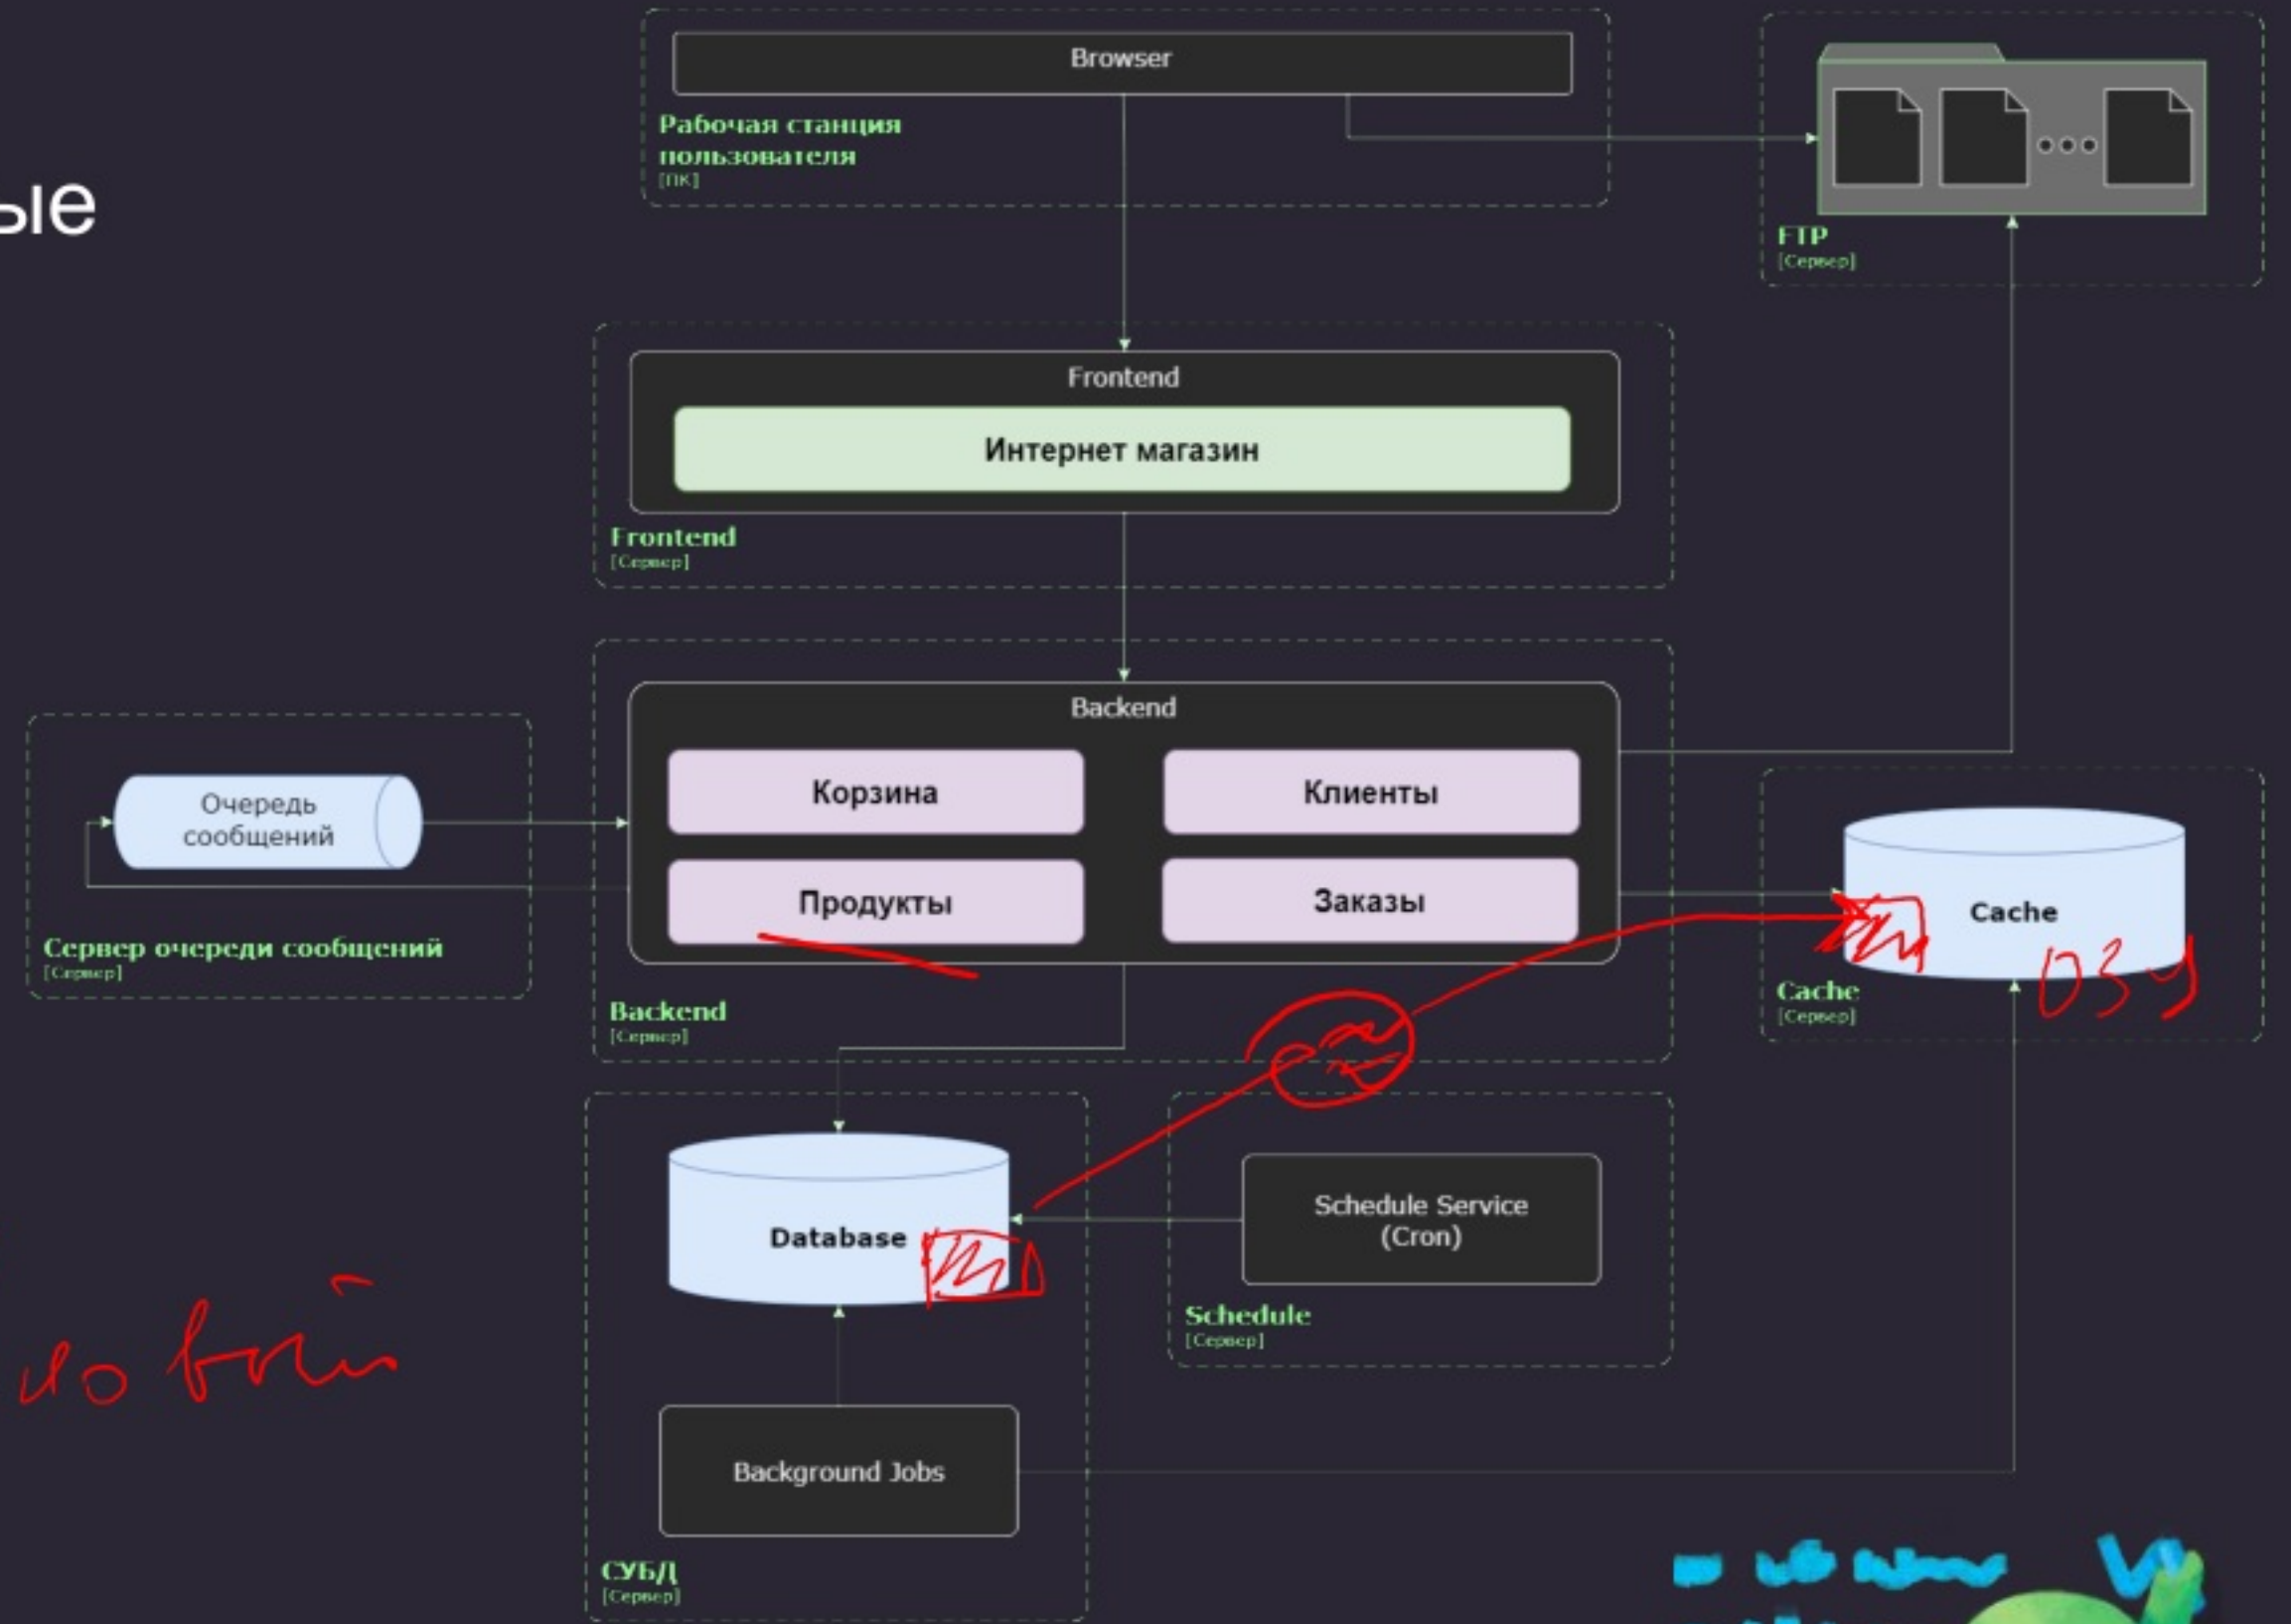 ые
Browser
Рабочая станция
пользователя
[ПК]
FTP
[Сервер]
Frontend
Интернет магазин
Frontend
[Сервер]
Backend
Корзина
Клиенты
Продукты
Заказы
Backend
[Сервер]
Очередь
сообщений
Сервер очереди сообщений
[Сервер]
Cache
ОЗУ
Cache
[Сервер]
Database
Schedule Service
(Cron)
Schedule
[Сервер]
Background Jobs
СУБД
[Сервер]